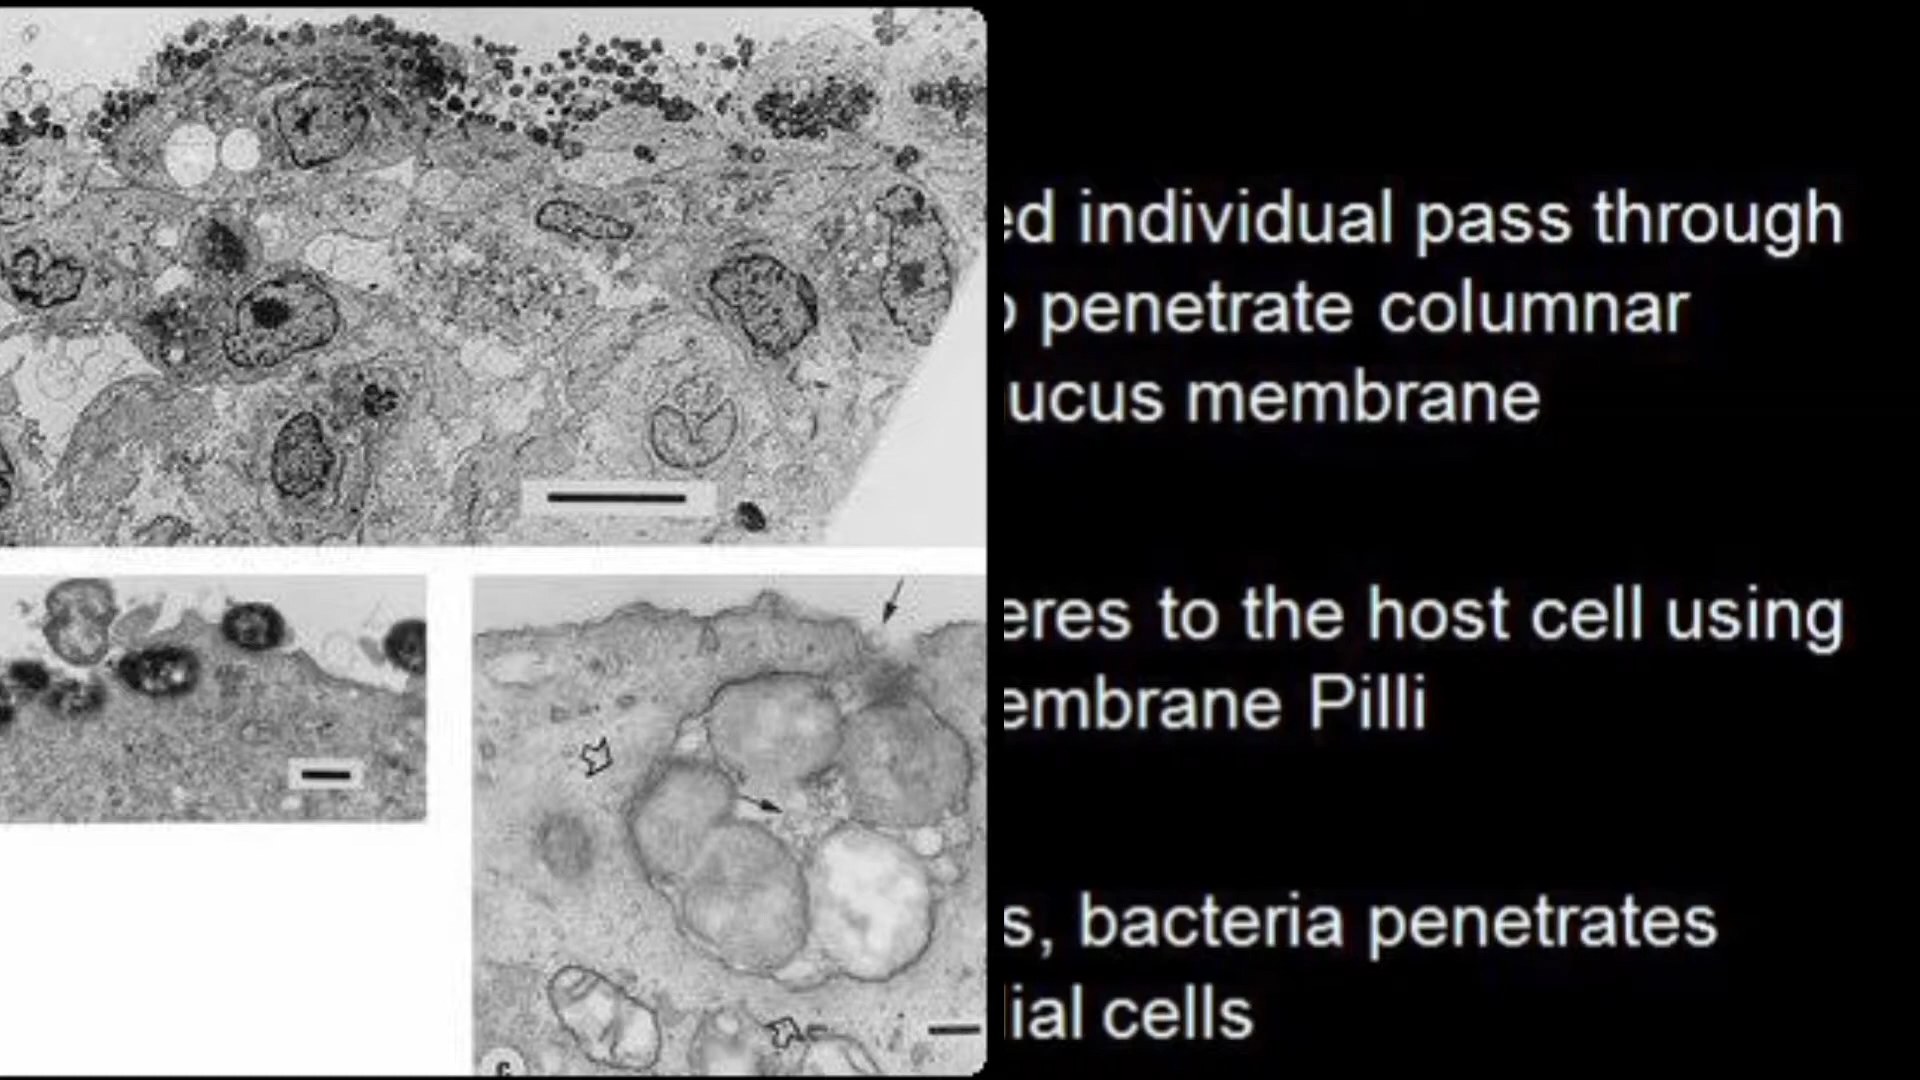 ed individual pass through
penetrate columnar
ucus membrane
eres to the host cell using
embrane Pilli
s, bacteria penetrates
lial cells
c